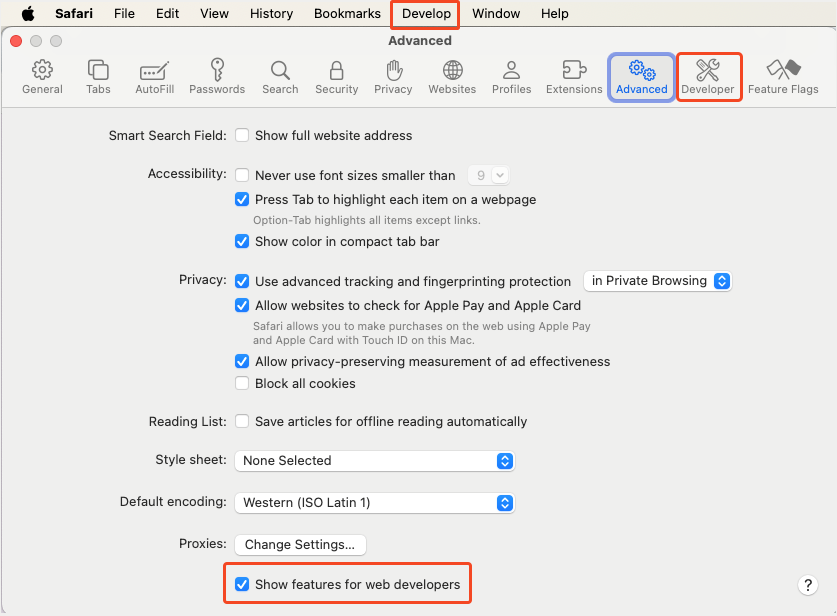 Safari File Edit View History Bookmarks Develop Window Help
Advanced
General Tabs AutoFill Passwords Search Security Privacy Websites Profiles Extensions Advanced Developer Feature Flags
Smart Search Field: Show full website address
Accessibility: Never use font sizes smaller than 9
Press Tab to highlight each item on a webpage
Option-Tab highlights all items except links.
Show color in compact tab bar
Privacy: Use advanced tracking and fingerprinting protection in Private Browsing
Allow websites to check for Apple Pay and Apple Card
Safari allows you to make purchases on the web using Apple Pay
and Apple Card with Touch ID on this Mac.
Allow privacy-preserving measurement of ad effectiveness
Block all cookies
Reading List: Save articles for offline reading automatically
Style sheet: None Selected
Default encoding: Western (ISO Latin 1)
Proxies: Change Settings...
Show features for web developers
?